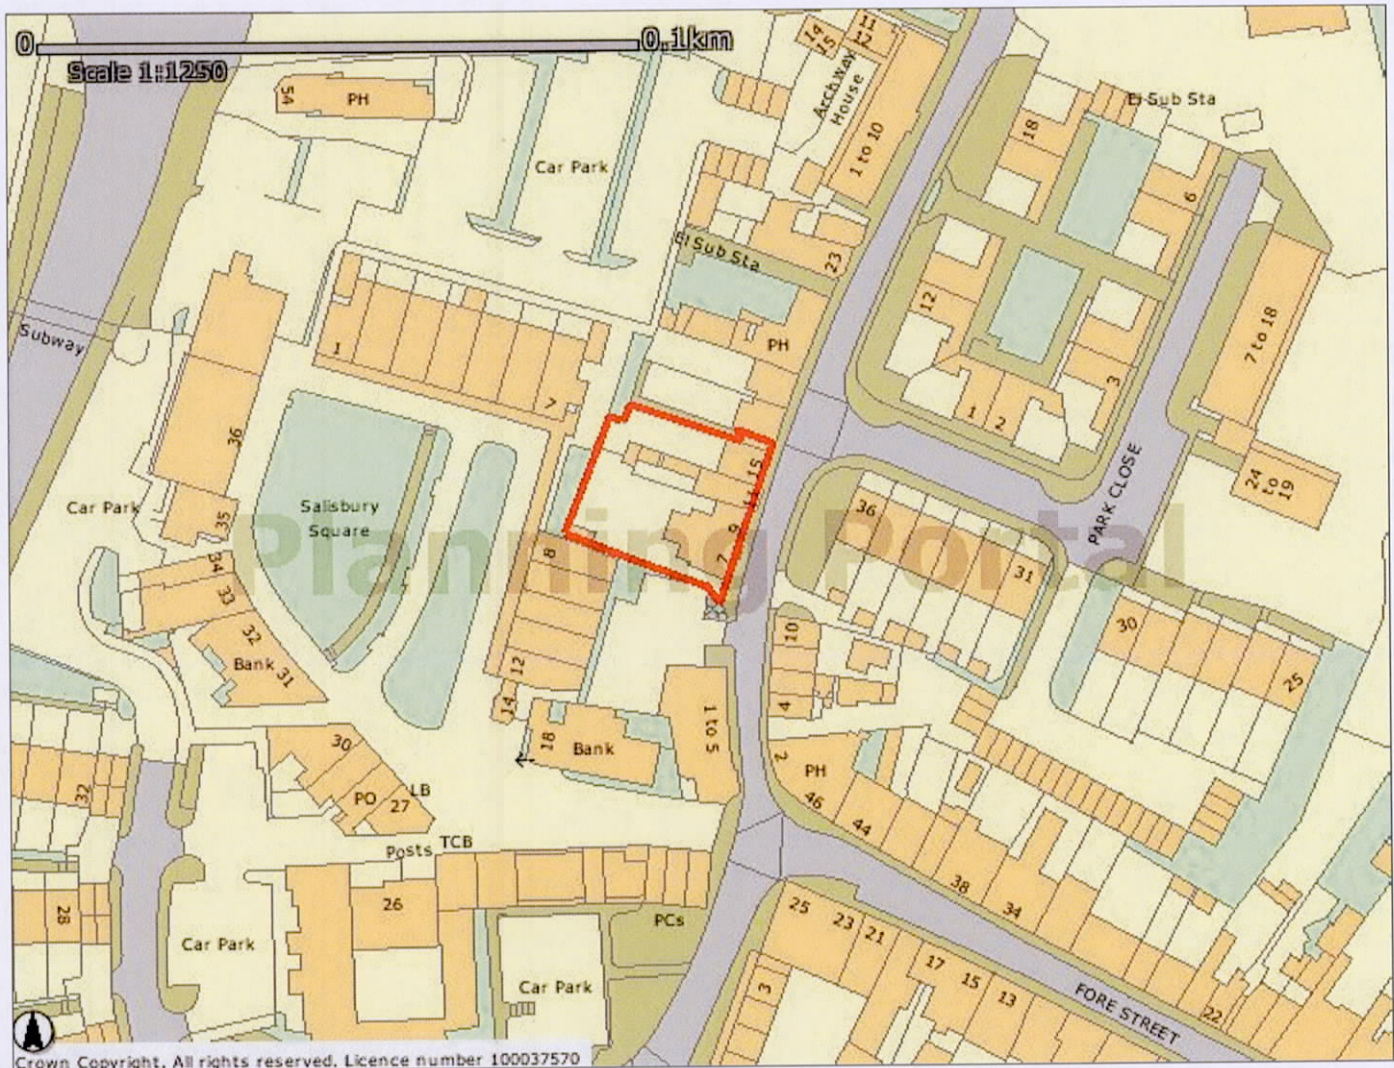 0 0.1km
Scale 1:1250
54
PH
Car Park
14
15
11
12
Archway
House
1 to 10
El Sub Sta
18
6
El Sub Sta
23
12
PH
7 to 18
Subway
1
7
36
1
2
3
15
11
9
7
24
to
19
PARK CLOSE
Car Park
35
Salisbury
Square
Planning Portal
8
36
31
34
33
32
Bank
31
12
14
10
4
30
25
18
Bank
1 to 5
2
PH
46
44
30
PO
27
LB
32
Posts
TCB
38
34
28
26
PCs
25
23
21
17
15
13
Car Park
Car Park
3
FORE STREET
22
Crown Copyright. All rights reserved. Licence number 100037570